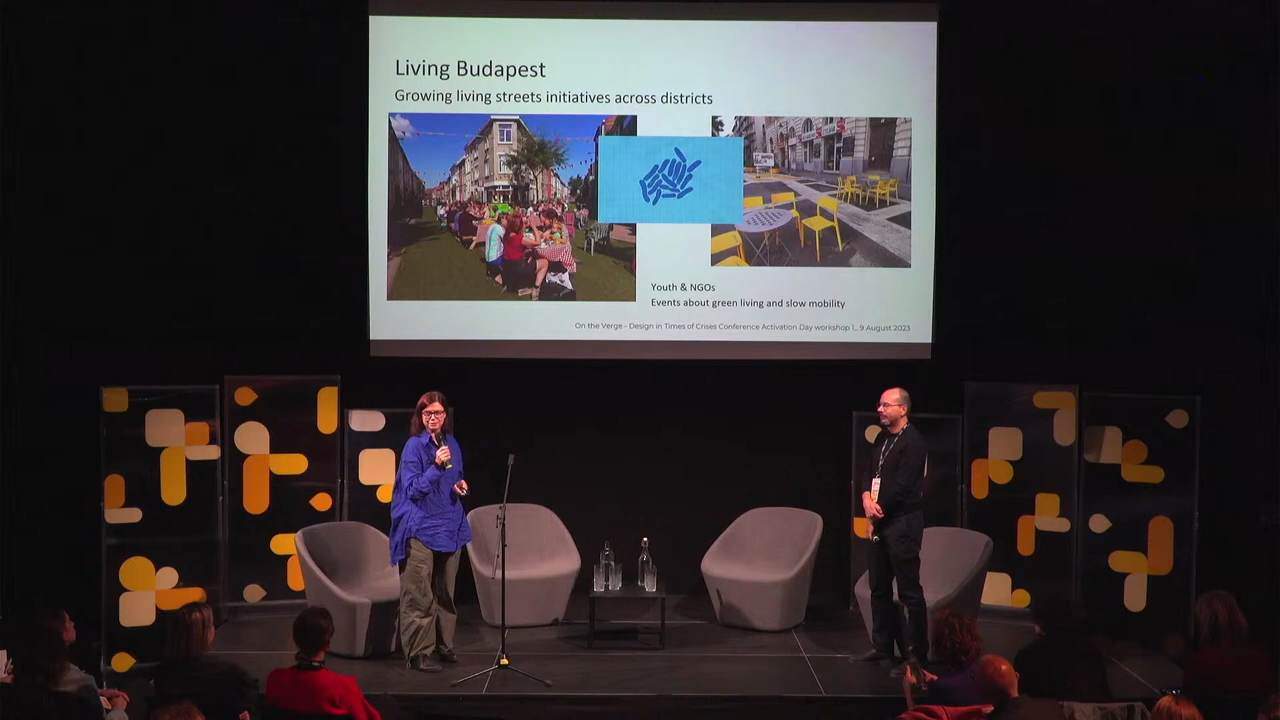 Living Budapest
Growing living streets initiatives across districts
Youth & NGOs
Events about green living and slow mobility
On the Verge - Design in Times of Crises Conference Activation Day workshop 1_ 9 August 2023